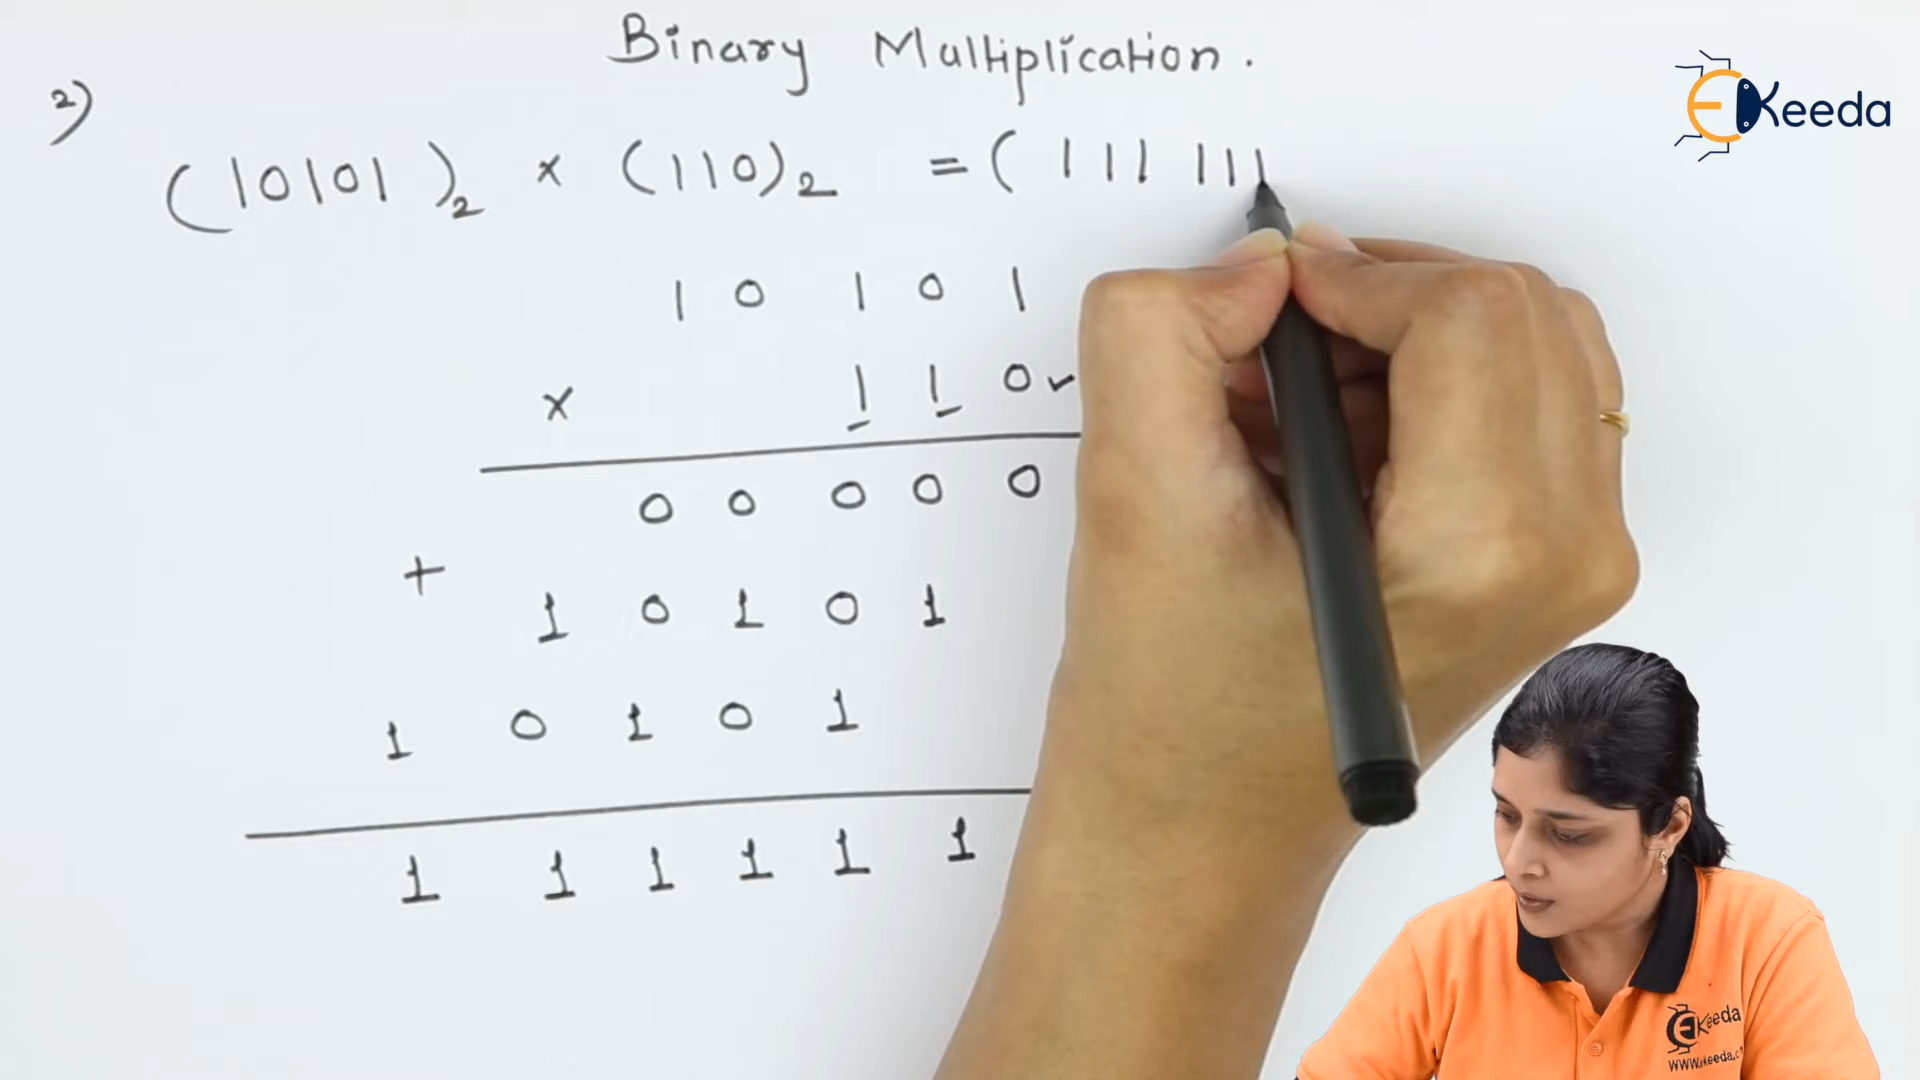 Binary Multiplication.
EKeeda
2)
(10101)2 × (110)2 = ( 111 111
1 0 1 0 1
× 1 1 0 ✓
0 0 0 0 0
+
1 0 1 0 1
1 0 1 0 1
1 1 1 1 1 1
EKeeda